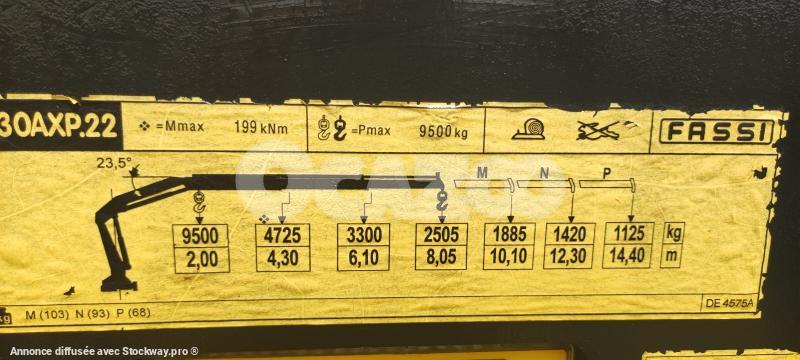 30AXP.22 ❖ =Mmax 199 kNm =Pmax 9500 kg FASSI
23,5° M N P
9500 4725 3300 2505 1885 1420 1125 kg
2,00 4,30 6,10 8,05 10,10 12,30 14,40 m
kg M (103) N (93) P (68) DE 4575A
OCAZOO
Annonce diffusée avec Stockway.pro ®